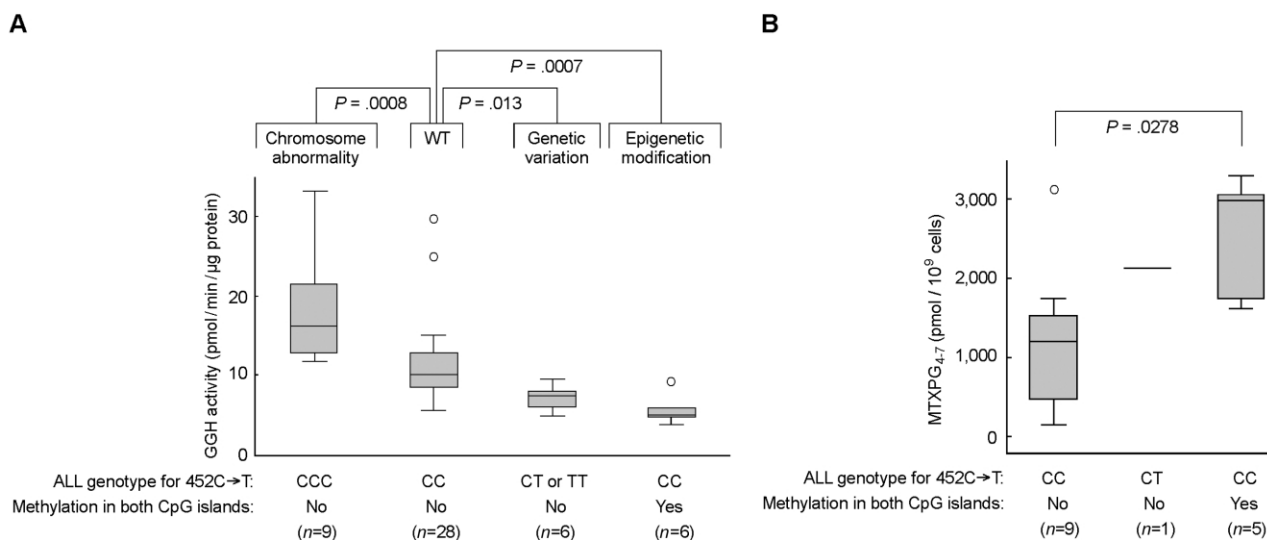 A
P = .0007
P = .0008
P = .013
Chromosome abnormality
WT
Genetic variation
Epigenetic modification
GGH activity (pmol / min / µg protein)
30
20
10
0
ALL genotype for 452C→T: CCC CC CT or TT CC
Methylation in both CpG islands: No No No Yes
(n=9) (n=28) (n=6) (n=6)
B
P = .0278
MTXPG4-7 (pmol / 10⁹ cells)
3,000
2,000
1,000
0
ALL genotype for 452C→T: CC CT CC
Methylation in both CpG islands: No No Yes
(n=9) (n=1) (n=5)